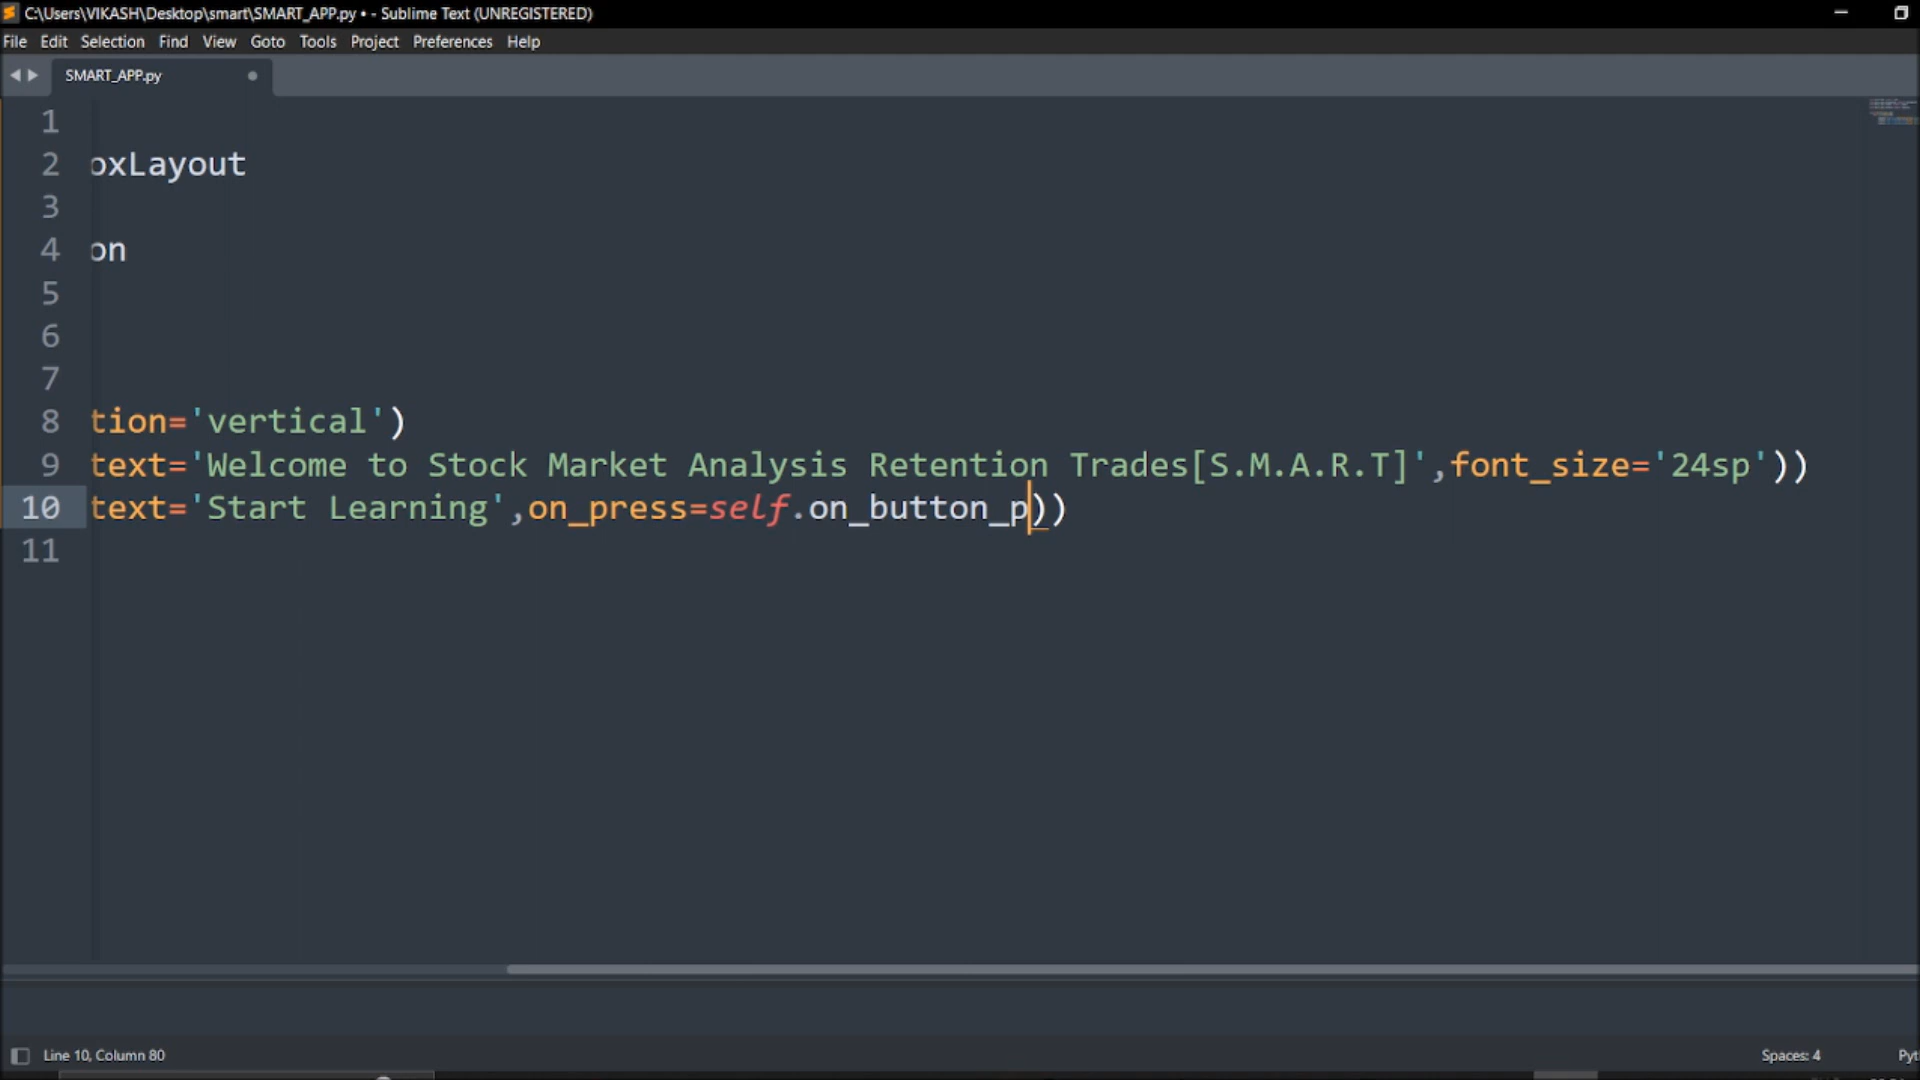 C:\Users\VIKASH\Desktop\smart\SMART_APP.py • - Sublime Text (UNREGISTERED)
File Edit Selection Find View Goto Tools Project Preferences Help
SMART_APP.py
1
2 oxLayout
3
4 on
5
6
7
8 tion='vertical')
9 text='Welcome to Stock Market Analysis Retention Trades[S.M.A.R.T]',font_size='24sp'))
10 text='Start Learning',on_press=self.on_button_p))
11
Line 10, Column 80 Spaces: 4 Pyt